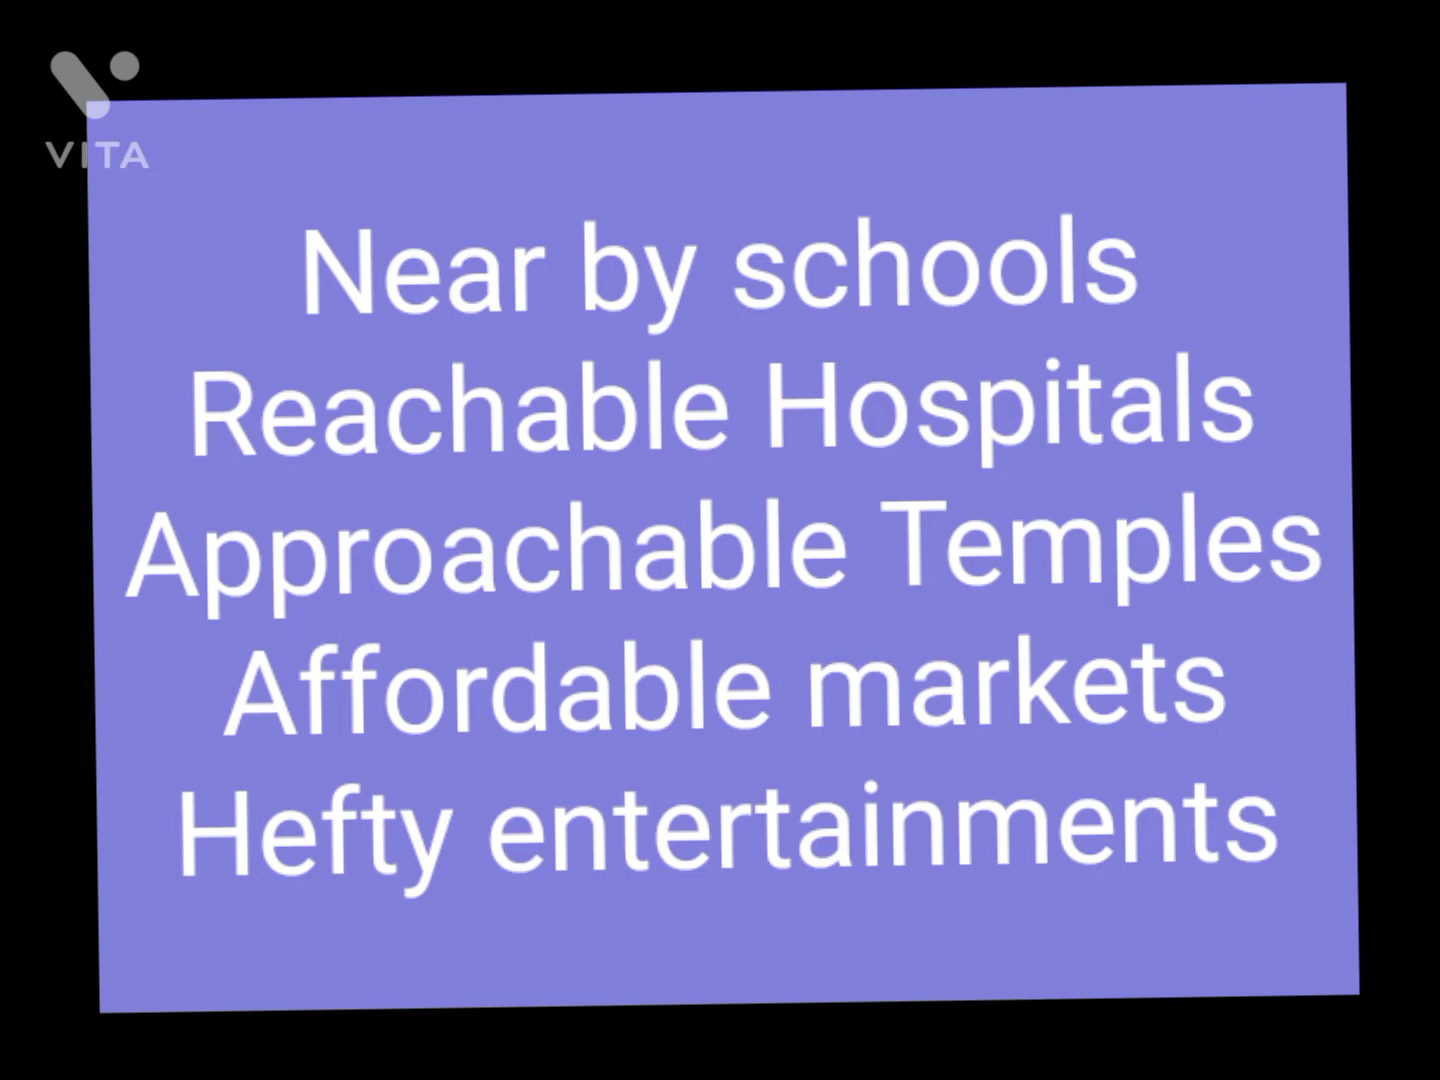 VITA
Near by schools
Reachable Hospitals
Approachable Temples
Affordable markets
Hefty entertainments